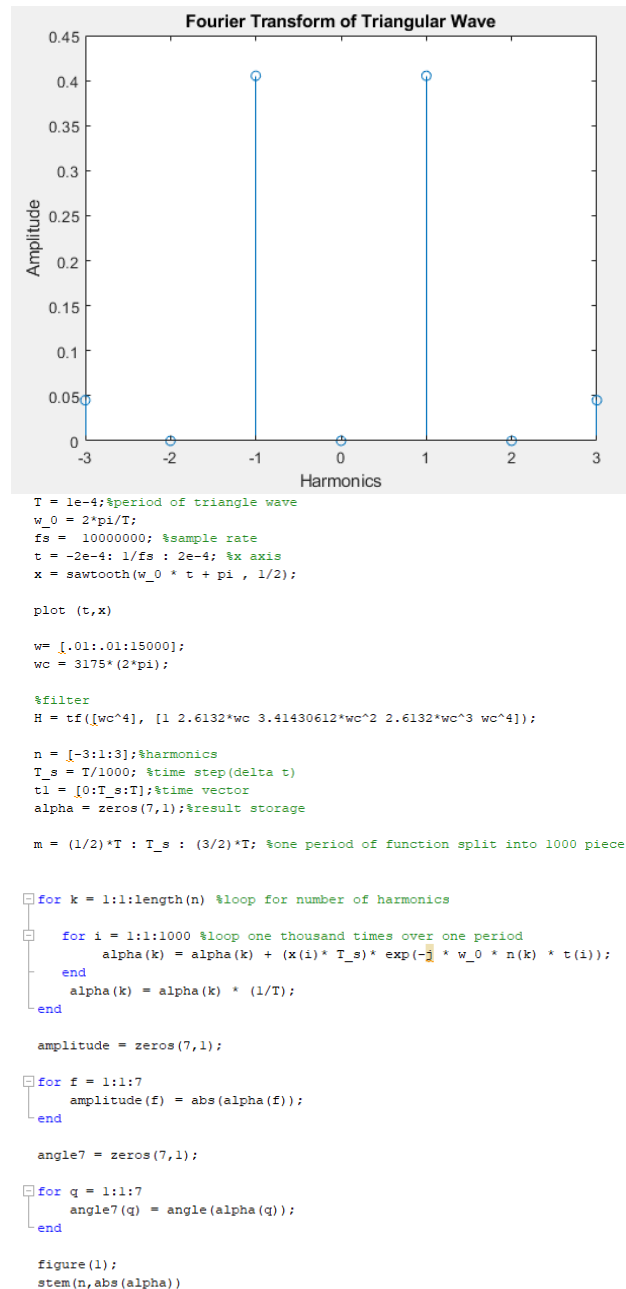 Fourier Transform of Triangular Wave
0.45
0.4
0.35
0.3
0.25
0.2
0.15
0.1
0.05
0
Amplitude
-3 -2 -1 0 1 2 3
Harmonics
T = 1e-4;%period of triangle wave
w_0 = 2*pi/T;
fs =  10000000; %sample rate
t = -2e-4: 1/fs : 2e-4; %x axis
x = sawtooth(w_0 * t + pi , 1/2);
plot (t,x)
w= [.01:.01:15000];
wc = 3175*(2*pi);
%filter
H = tf([wc^4], [1 2.6132*wc 3.41430612*wc^2 2.6132*wc^3 wc^4]);
n = [-3:1:3];%harmonics
T_s = T/1000; %time step(delta t)
t1 = [0:T_s:T];%time vector
alpha = zeros(7,1);%result storage
m = (1/2)*T : T_s : (3/2)*T; %one period of function split into 1000 piece
for k = 1:1:length(n) %loop for number of harmonics
for i = 1:1:1000 %loop one thousand times over one period
alpha(k) = alpha(k) + (x(i)* T_s)* exp(-j * w_0 * n(k) * t(i));
end
alpha(k) = alpha(k) * (1/T);
end
amplitude = zeros(7,1);
for f = 1:1:7
amplitude(f) = abs(alpha(f));
end
angle7 = zeros(7,1);
for q = 1:1:7
angle7(q) = angle(alpha(q));
end
figure(1);
stem(n,abs(alpha))